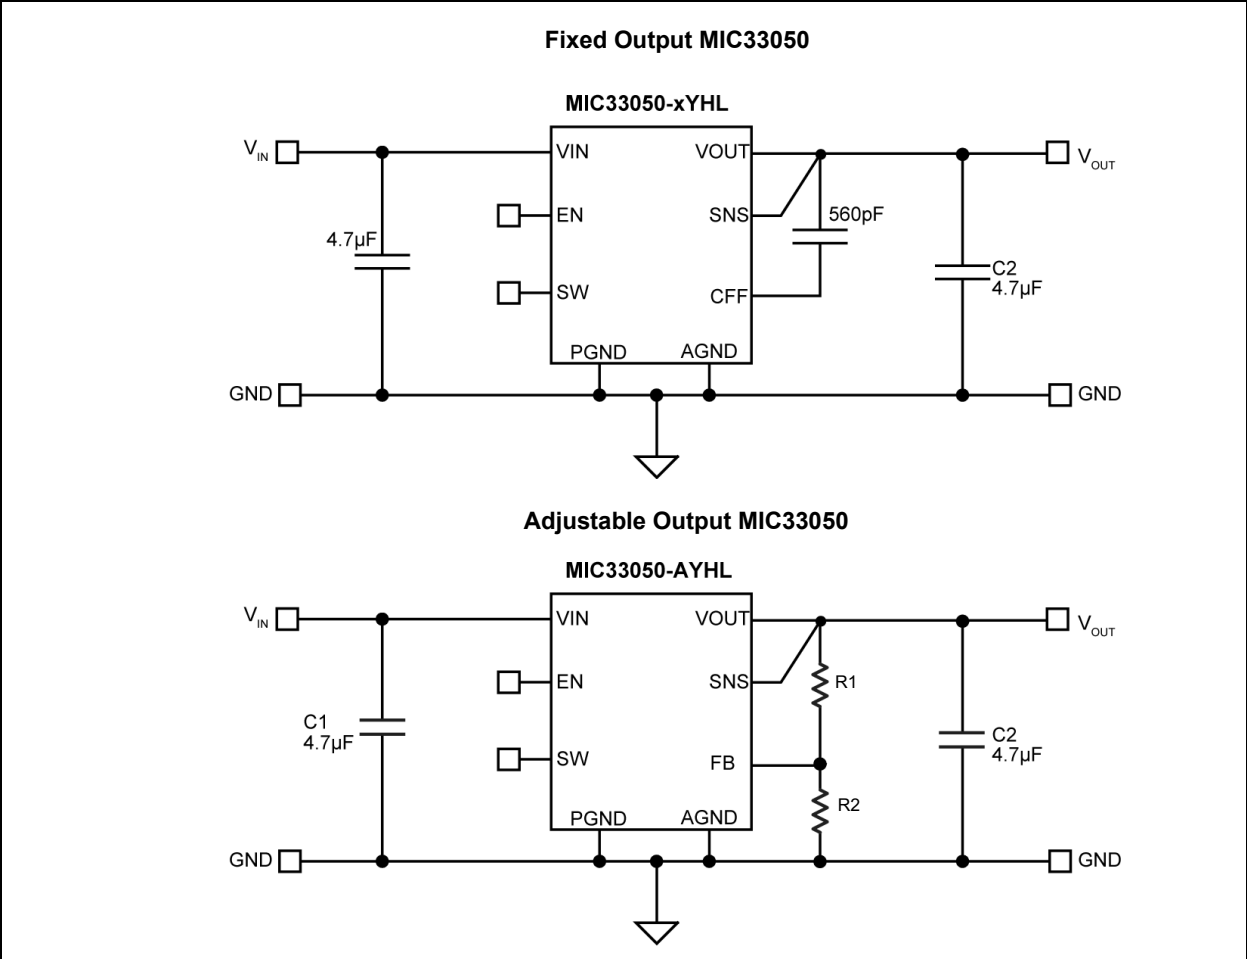 Fixed Output MIC33050
MIC33050-xYHL
VIN
VIN
VOUT
VOUT
EN
SNS
560pF
4.7µF
C2
4.7µF
SW
CFF
PGND
AGND
GND
GND
Adjustable Output MIC33050
MIC33050-AYHL
VIN
VIN
VOUT
VOUT
EN
SNS
R1
C1
4.7µF
C2
4.7µF
SW
FB
R2
PGND
AGND
GND
GND